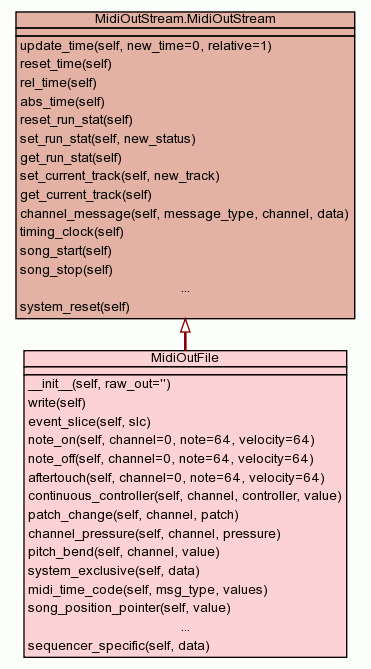 MidiOutStream.MidiOutStream
update_time(self, new_time=0, relative=1)
reset_time(self)
rel_time(self)
abs_time(self)
reset_run_stat(self)
set_run_stat(self, new_status)
get_run_stat(self)
set_current_track(self, new_track)
get_current_track(self)
channel_message(self, message_type, channel, data)
timing_clock(self)
song_start(self)
song_stop(self)
...
system_reset(self)
MidiOutFile
__init__(self, raw_out='')
write(self)
event_slice(self, slc)
note_on(self, channel=0, note=64, velocity=64)
note_off(self, channel=0, note=64, velocity=64)
aftertouch(self, channel=0, note=64, velocity=64)
continuous_controller(self, channel, controller, value)
patch_change(self, channel, patch)
channel_pressure(self, channel, pressure)
pitch_bend(self, channel, value)
system_exclusive(self, data)
midi_time_code(self, msg_type, values)
song_position_pointer(self, value)
...
sequencer_specific(self, data)